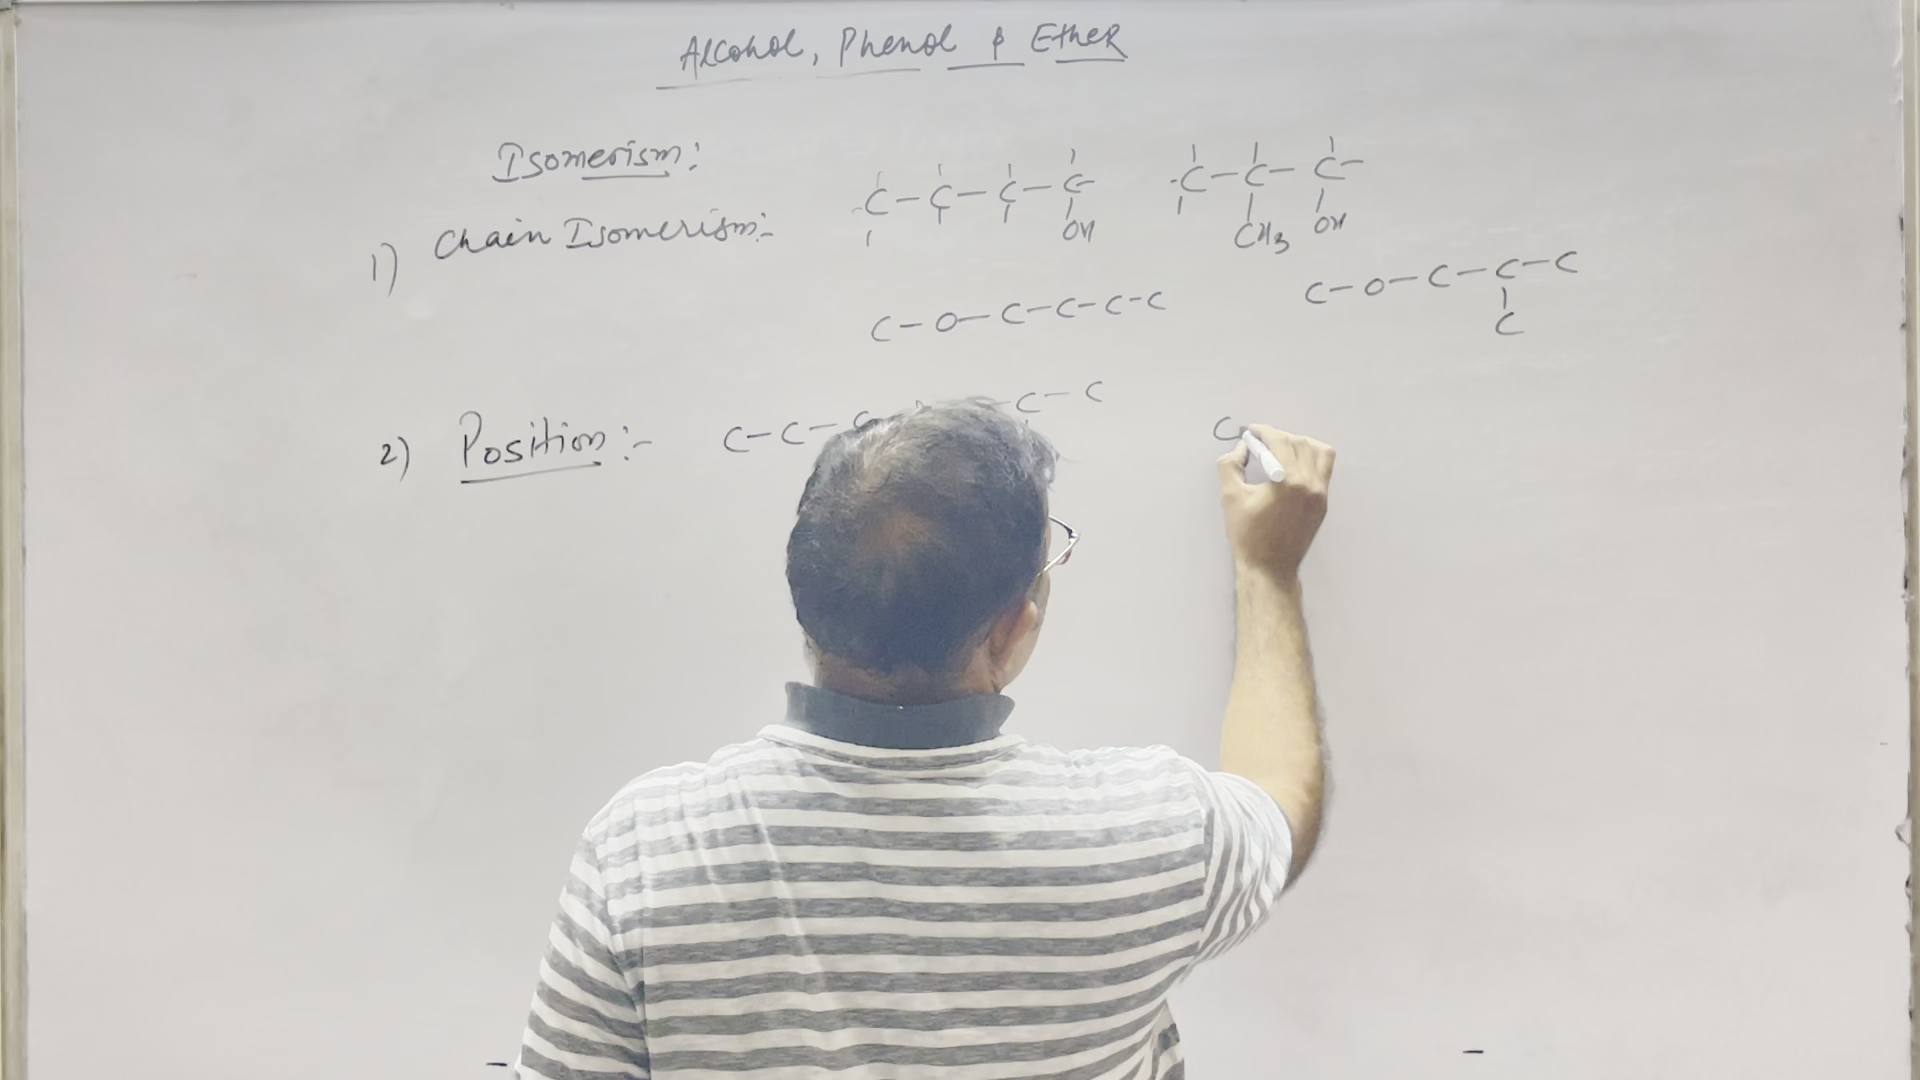 Alcohol, Phenol & Ether
Isomerism:
1) Chain Isomerism:-
C-C-C-C-
OH
-C-C-C-
CH3 OH
C-O-C-C-C-C
C-O-C-C-C
C
2) Position :-
C-C-C
-C-C
C